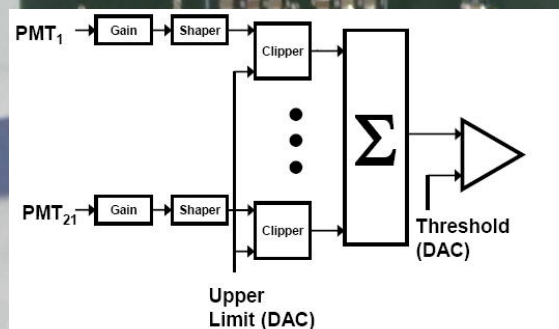 PMT1
Gain
Shaper
Clipper
Σ
PMT21
Gain
Shaper
Clipper
Threshold
(DAC)
Upper
Limit (DAC)